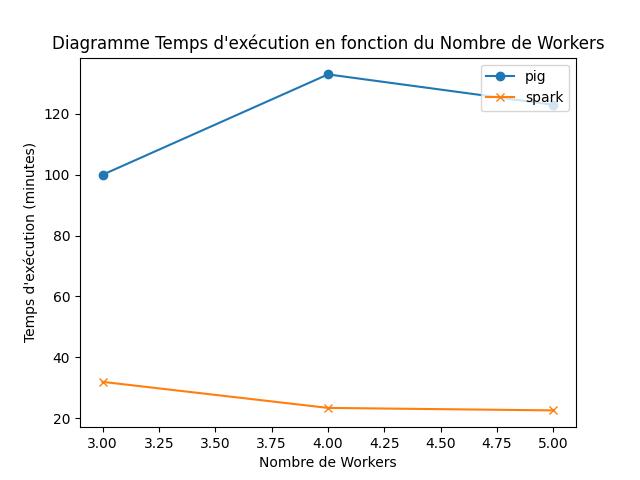 Diagramme Temps d'exécution en fonction du Nombre de Workers
pig
spark
Temps d'exécution (minutes)
120
100
80
60
40
20
3.00 3.25 3.50 3.75 4.00 4.25 4.50 4.75 5.00
Nombre de Workers